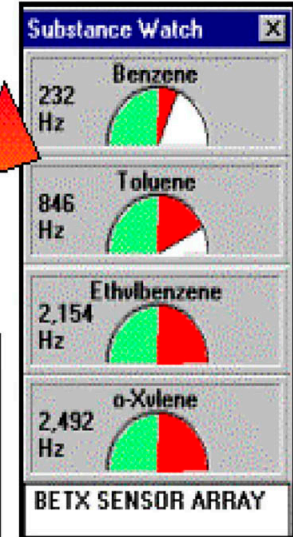 Substance Watch
Benzene
232
Hz
Toluene
846
Hz
Ethylbenzene
2,154
Hz
o-Xylene
2,492
Hz
BETX SENSOR ARRAY